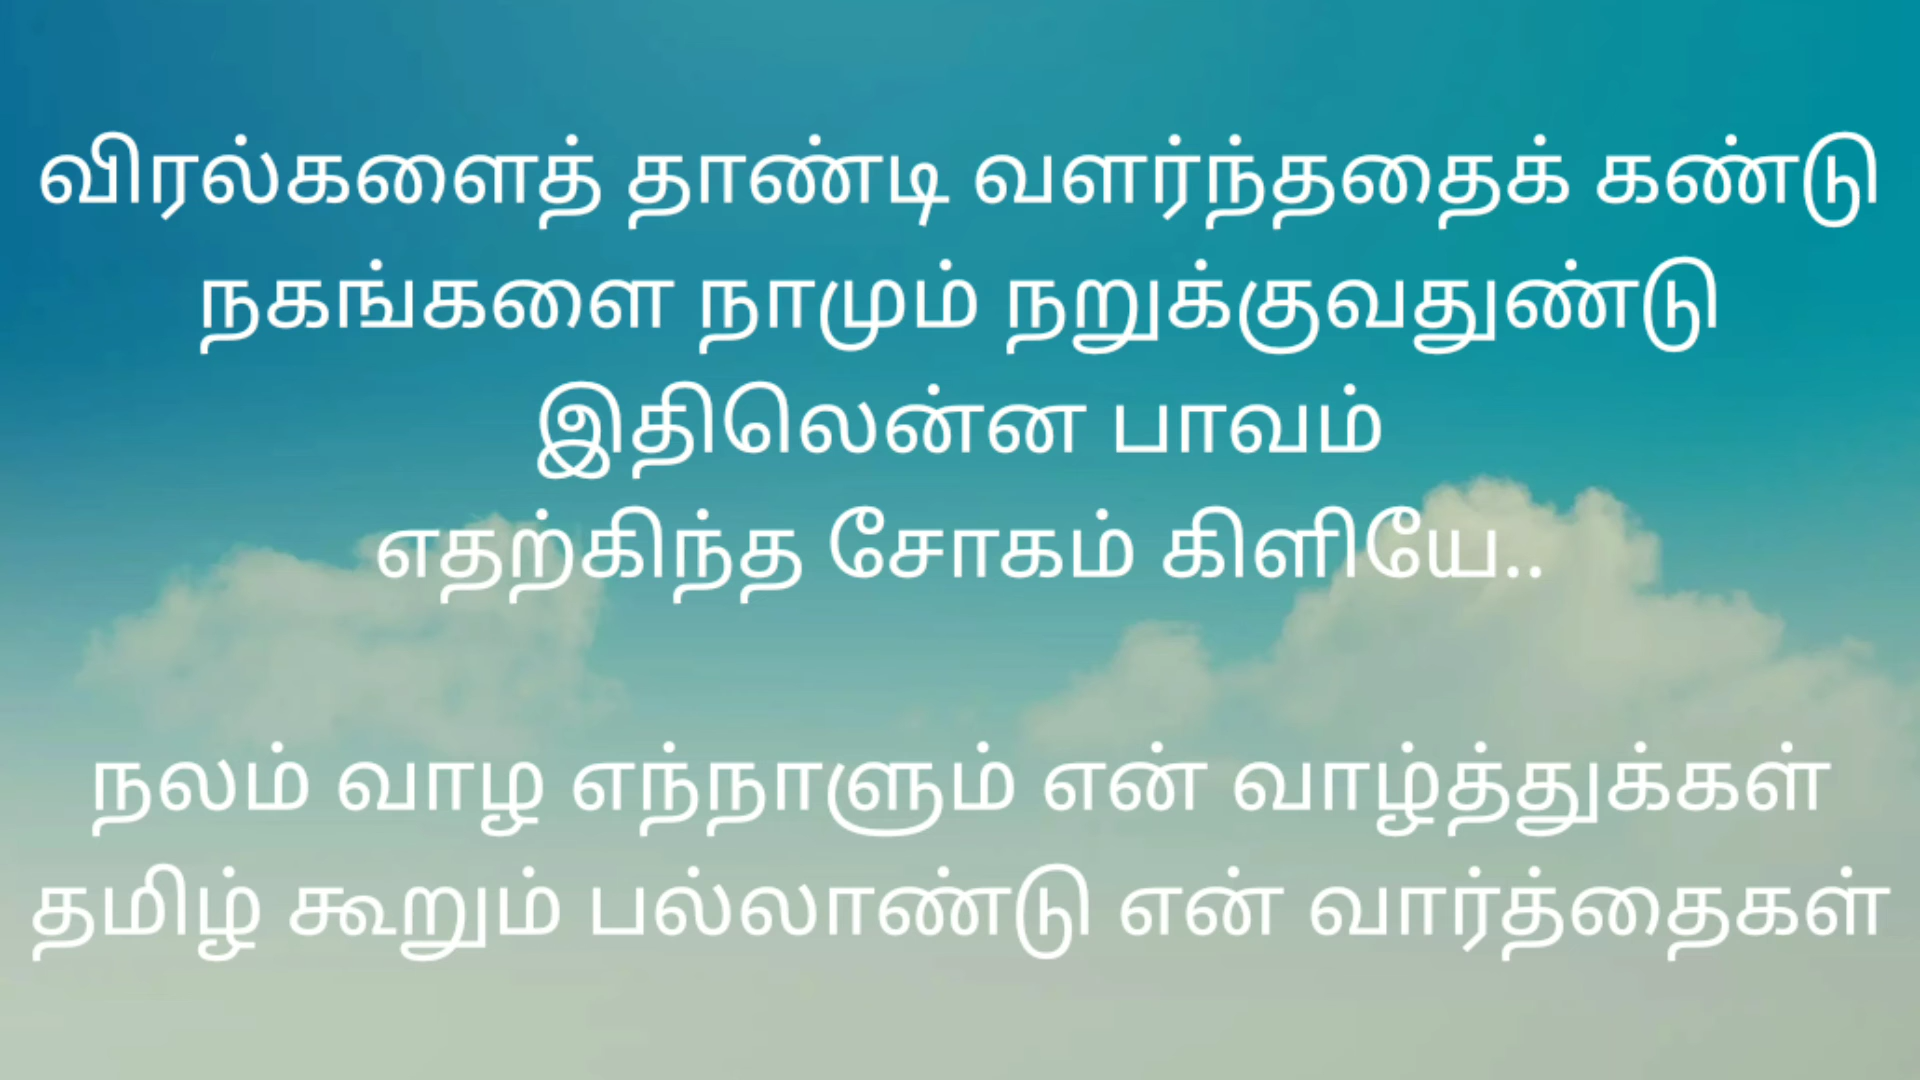 விரல்களைத் தாண்டி வளர்ந்ததைக் கண்டு
நகங்களை நாமும் நறுக்குவதுண்டு
இதிலென்ன பாவம்
எதற்கிந்த சோகம் கிளியே..
நலம் வாழ எந்நாளும் என் வாழ்த்துக்கள்
தமிழ் கூறும் பல்லாண்டு என் வார்த்தைகள்